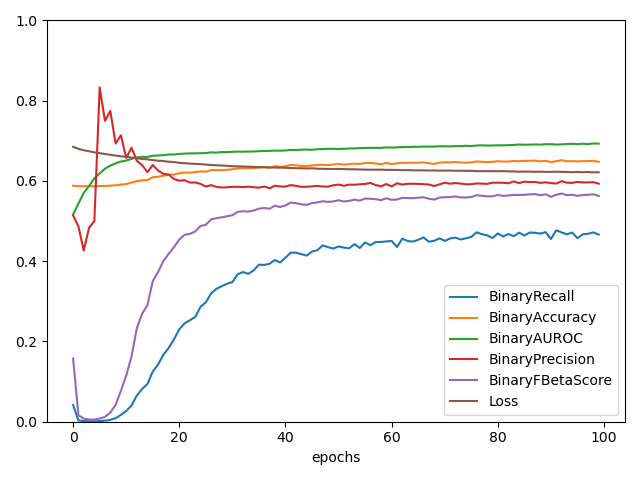 1.0
0.8
0.6
0.4
0.2
0.0
0 20 40 60 80 100
epochs
BinaryRecall
BinaryAccuracy
BinaryAUROC
BinaryPrecision
BinaryFBetaScore
Loss